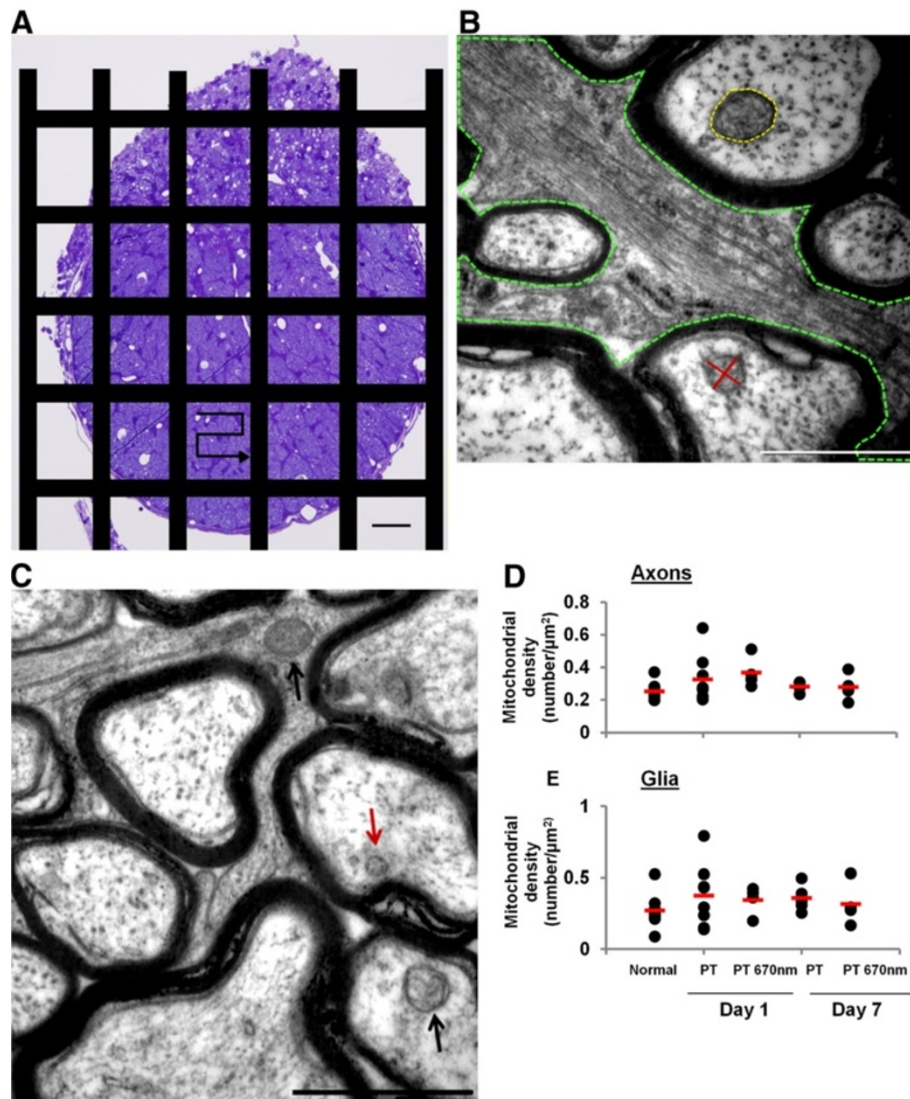 A
B
C
D
Axons
Mitochondrial
density
(number/µm²)
0.8
0.6
0.4
0.2
0
E
Glia
Mitochondrial
density
(number/µm²)
1
0.5
0
Normal
PT
PT 670nm
PT
PT 670nm
Day 1
Day 7